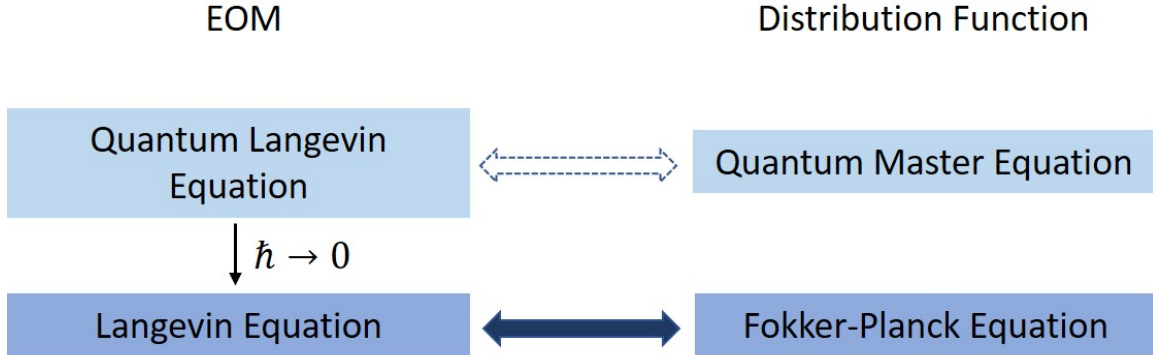 EOM
Distribution Function
Quantum Langevin
Equation
Quantum Master Equation
ℏ → 0
Langevin Equation
Fokker-Planck Equation